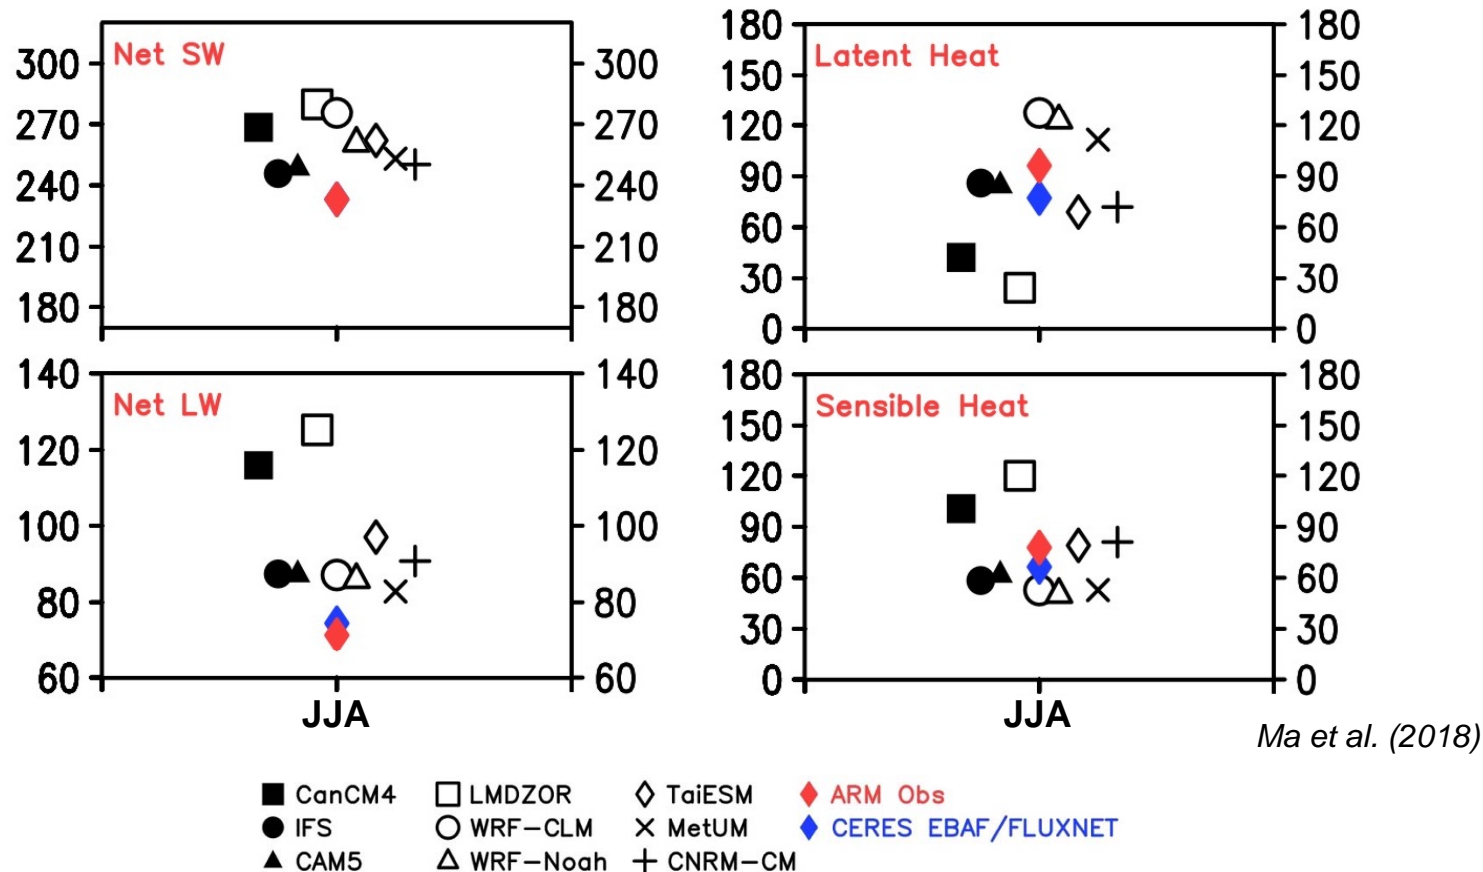 Net SW
300 300
270 270
240 240
210 210
180 180
Latent Heat
180 180
150 150
120 120
90 90
60 60
30 30
0 0
Net LW
140 140
120 120
100 100
80 80
60 60
JJA
Sensible Heat
180 180
150 150
120 120
90 90
60 60
30 30
0 0
JJA
Ma et al. (2018)
CanCM4 LMDZOR TaiESM ARM Obs
IFS WRF-CLM MetUM CERES EBAF/FLUXNET
CAM5 WRF-Noah CNRM-CM